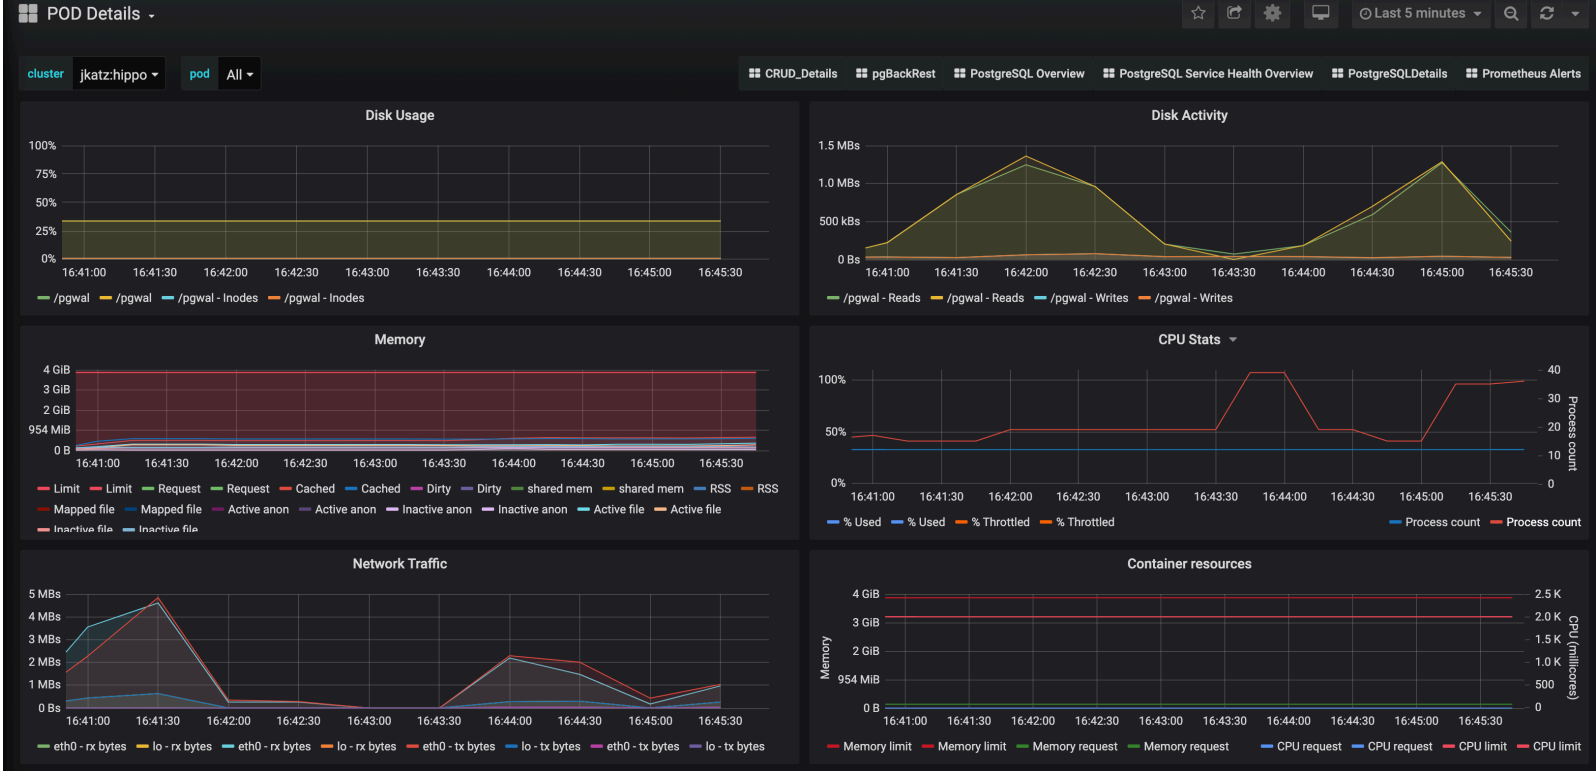 POD Details
Last 5 minutes
cluster jkatz:hippo pod All
CRUD_Details pgBackRest PostgreSQL Overview PostgreSQL Service Health Overview PostgreSQLDetails Prometheus Alerts
Disk Usage
100%
75%
50%
25%
0%
16:41:00 16:41:30 16:42:00 16:42:30 16:43:00 16:43:30 16:44:00 16:44:30 16:45:00 16:45:30
/pgwal /pgwal /pgwal - Inodes /pgwal - Inodes
Disk Activity
1.5 MBs
1.0 MBs
500 kBs
0 Bs
16:41:00 16:41:30 16:42:00 16:42:30 16:43:00 16:43:30 16:44:00 16:44:30 16:45:00 16:45:30
/pgwal - Reads /pgwal - Reads /pgwal - Writes /pgwal - Writes
Memory
4 GiB
3 GiB
2 GiB
954 MiB
0 B
16:41:00 16:41:30 16:42:00 16:42:30 16:43:00 16:43:30 16:44:00 16:44:30 16:45:00 16:45:30
Limit Limit Request Request Cached Cached Dirty Dirty shared mem shared mem RSS RSS
Mapped file Mapped file Active anon Active anon Inactive anon Inactive anon Active file Active file
Inactive file Inactive file
CPU Stats
100%
50%
0%
40
30
20
10
0
Process count
16:41:00 16:41:30 16:42:00 16:42:30 16:43:00 16:43:30 16:44:00 16:44:30 16:45:00 16:45:30
% Used % Used % Throttled % Throttled Process count Process count
Network Traffic
5 MBs
4 MBs
3 MBs
2 MBs
1 MBs
0 Bs
16:41:00 16:41:30 16:42:00 16:42:30 16:43:00 16:43:30 16:44:00 16:44:30 16:45:00 16:45:30
eth0 - rx bytes lo - rx bytes eth0 - rx bytes lo - rx bytes eth0 - tx bytes lo - tx bytes eth0 - tx bytes lo - tx bytes
Container resources
Memory
4 GiB
3 GiB
2 GiB
954 MiB
0 B
2.5 K
2.0 K
1.5 K
1.0 K
500
0
CPU (millicores)
16:41:00 16:41:30 16:42:00 16:42:30 16:43:00 16:43:30 16:44:00 16:44:30 16:45:00 16:45:30
Memory limit Memory limit Memory request Memory request CPU request CPU request CPU limit CPU limit